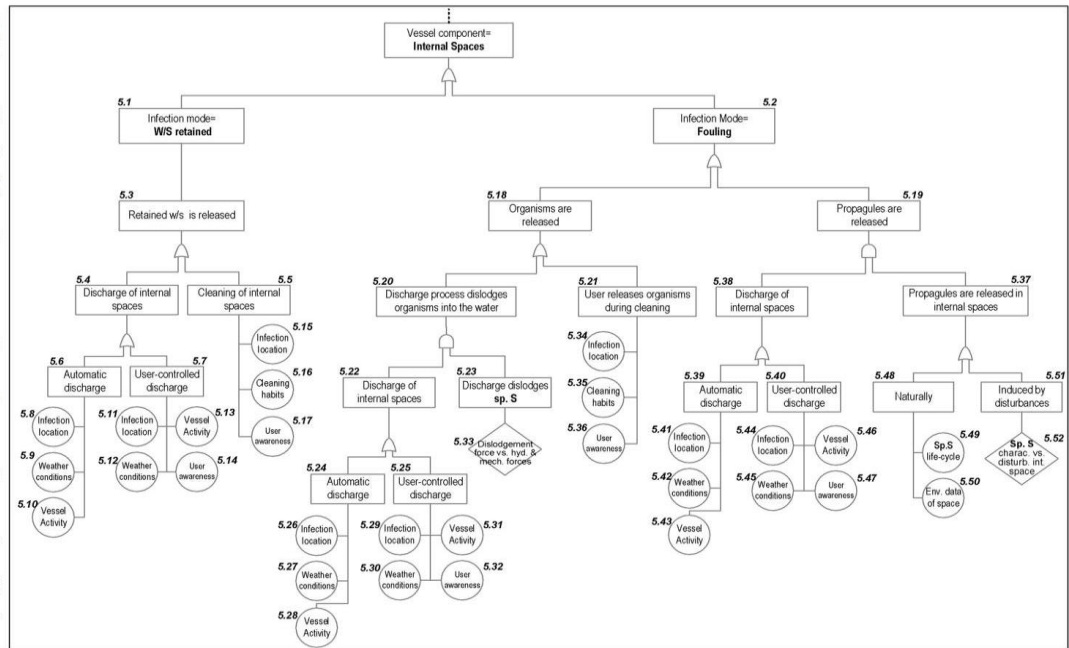 Vessel component=
Internal Spaces
5.1
Infection mode=
W/S retained
5.2
Infection Mode=
Fouling
5.3
Retained w/s is released
5.18
Organisms are
released
5.19
Propagules are
released
5.4
Discharge of internal
spaces
5.5
Cleaning of internal
spaces
5.20
Discharge process dislodges
organisms into the water
5.21
User releases organisms
during cleaning
5.38
Discharge of
internal spaces
5.37
Propagules are released in
internal spaces
5.6
Automatic
discharge
5.7
User-controlled
discharge
5.15
Infection
location
5.16
Cleaning
habits
5.17
User
awareness
5.8
Infection
location
5.9
Weather
conditions
5.10
Vessel
Activity
5.11
Infection
location
5.12
Weather
conditions
5.13
Vessel
Activity
5.14
User
awareness
5.22
Discharge of
internal spaces
5.23
Discharge dislodges
sp. S
5.33
Dislodgement
force vs. hyd. &
mech. forces
5.24
Automatic
discharge
5.25
User-controlled
discharge
5.26
Infection
location
5.27
Weather
conditions
5.28
Vessel
Activity
5.29
Infection
location
5.30
Weather
conditions
5.31
Vessel
Activity
5.32
User
awareness
5.34
Infection
location
5.35
Cleaning
habits
5.36
User
awareness
5.39
Automatic
discharge
5.40
User-controlled
discharge
5.41
Infection
location
5.42
Weather
conditions
5.43
Vessel
Activity
5.44
Infection
location
5.45
Weather
conditions
5.46
Vessel
Activity
5.47
User
awareness
5.48
Naturally
5.51
Induced by
disturbances
5.49
Sp.S
life-cycle
5.50
Env. data
of space
5.52
Sp. S
charac. vs.
disturb. int.
space